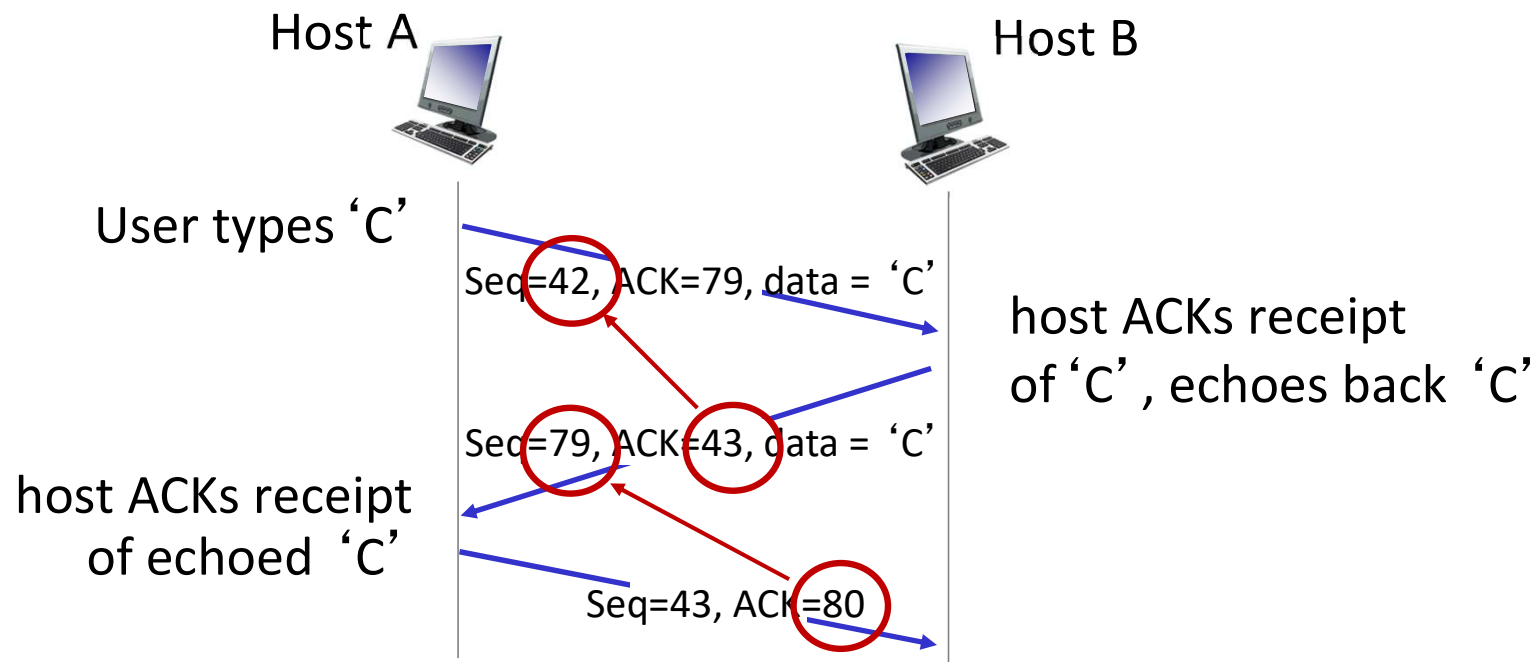 Host A
Host B
User types ‘C’
Seq=42, ACK=79, data = ‘C’
host ACKs receipt
of ‘C’, echoes back ‘C’
Seq=79, ACK=43, data = ‘C’
host ACKs receipt
of echoed ‘C’
Seq=43, ACK=80